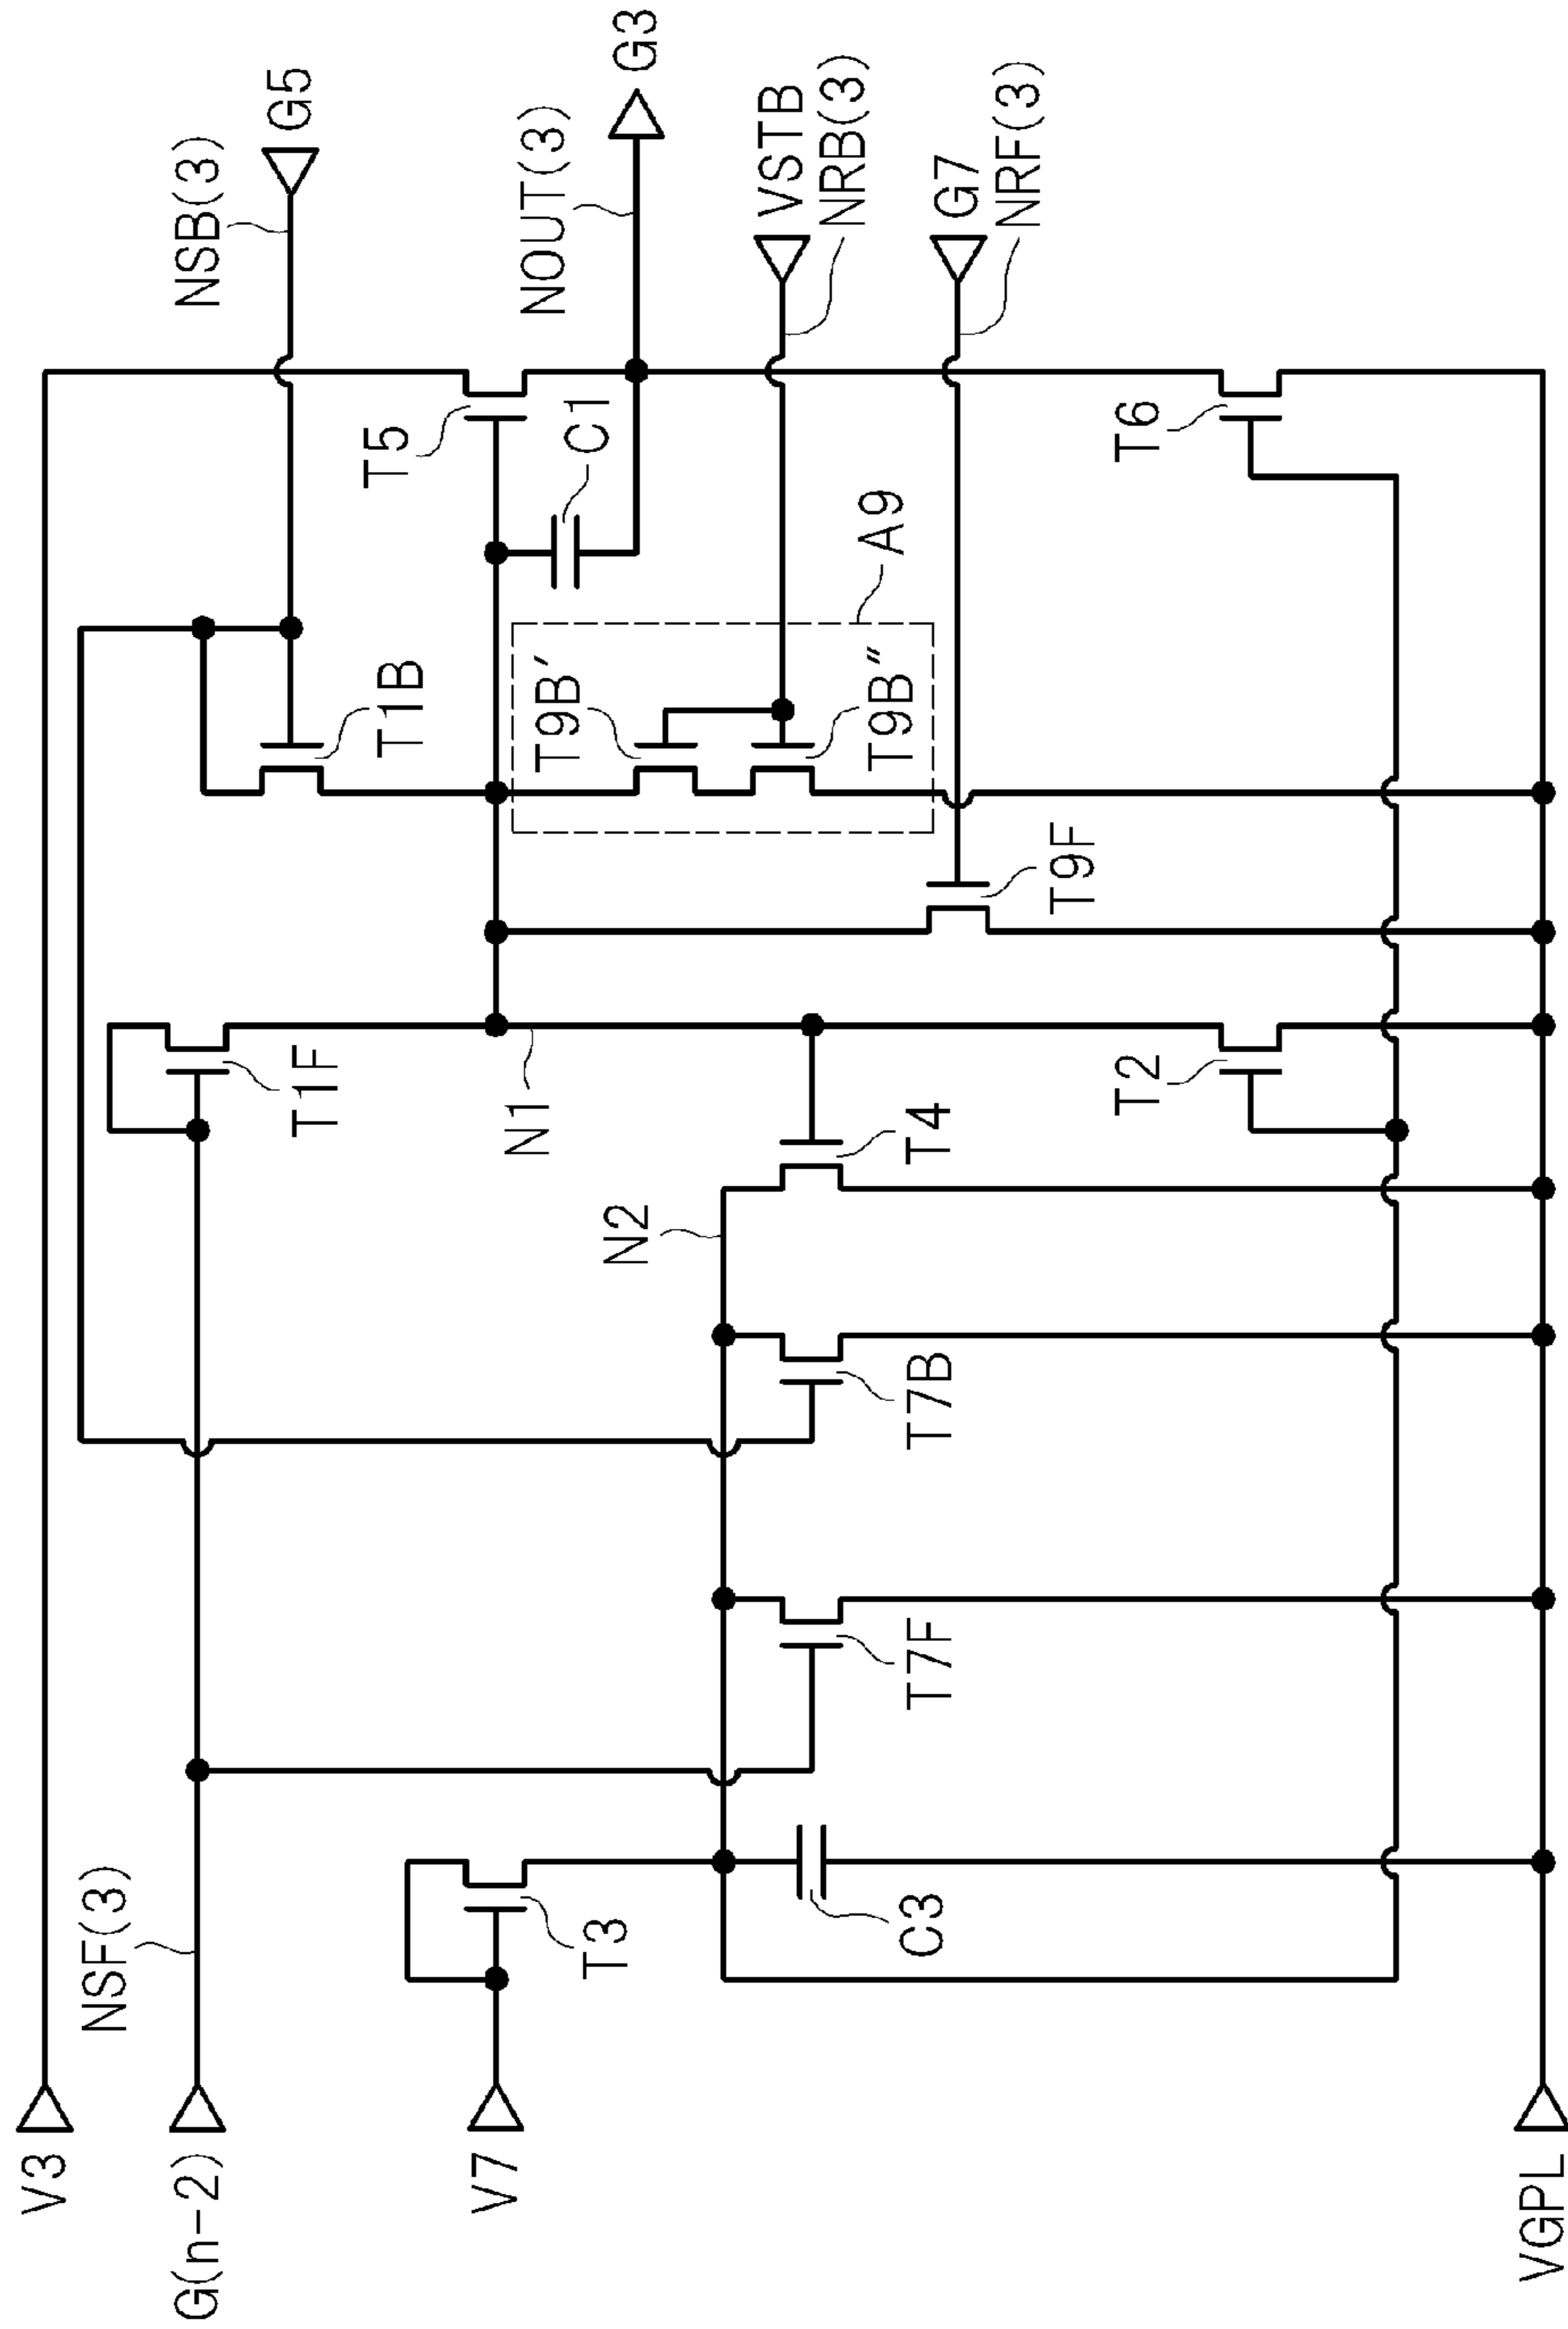 V3
G(n-2)
NSF(3)
V7
VGPL
T3
C3
T7F
T7B
N2
T4
N1
T1F
T2
T9F
T1B
T9B′
T9B″
A9
T5
C1
T6
NSB(3)
G5
NOUT(3)
G3
VSTB
NRB(3)
G7
NRF(3)